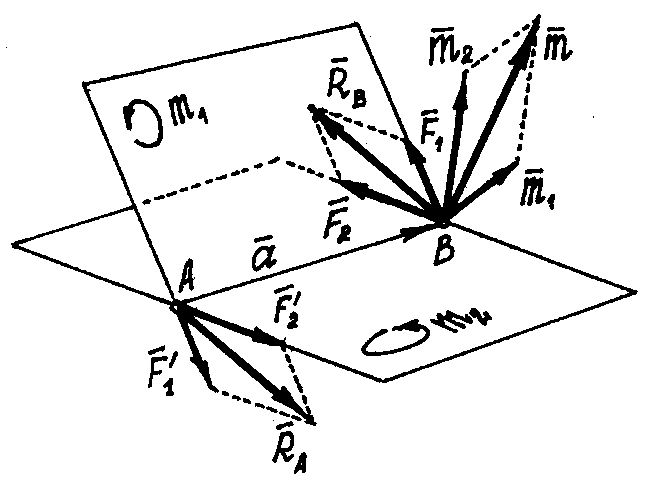 m̄₂
m̄
R̄_B
m₁
F̄₁
m̄₁
F̄₂
ā
B
A
F̄₂′
m₂
F̄₁′
R̄_A